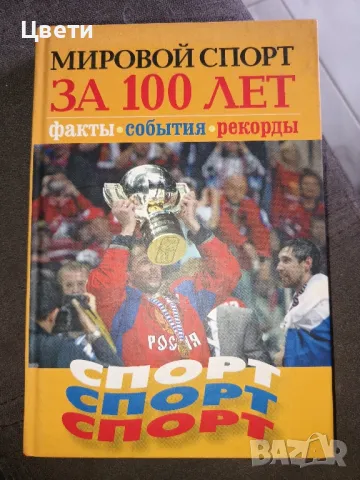 Цвети
МИРОВОЙ СПОРТ
ЗА 100 ЛЕТ
факты • события • рекорды
РОССИЯ
СПОРТ
СПОРТ
СПОРТ
BAZAR